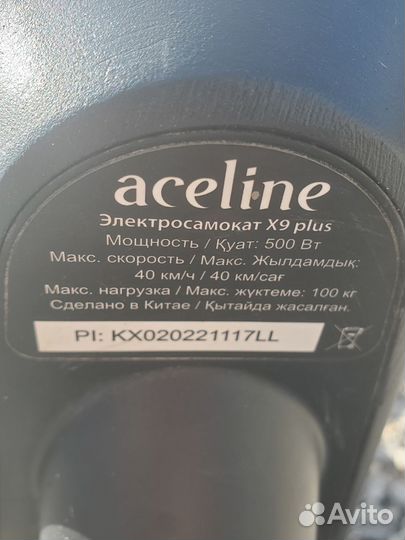 aceline
Электросамокат X9 plus
Мощность / Қуат: 500 Вт
Макс. скорость / Макс. Жылдамдық:
40 км/ч / 40 км/сағ
Макс. нагрузка / Макс. жүктеме: 100 кг
Сделано в Китае / Қытайда жасалған.
PI: KX020221117LL
Avito